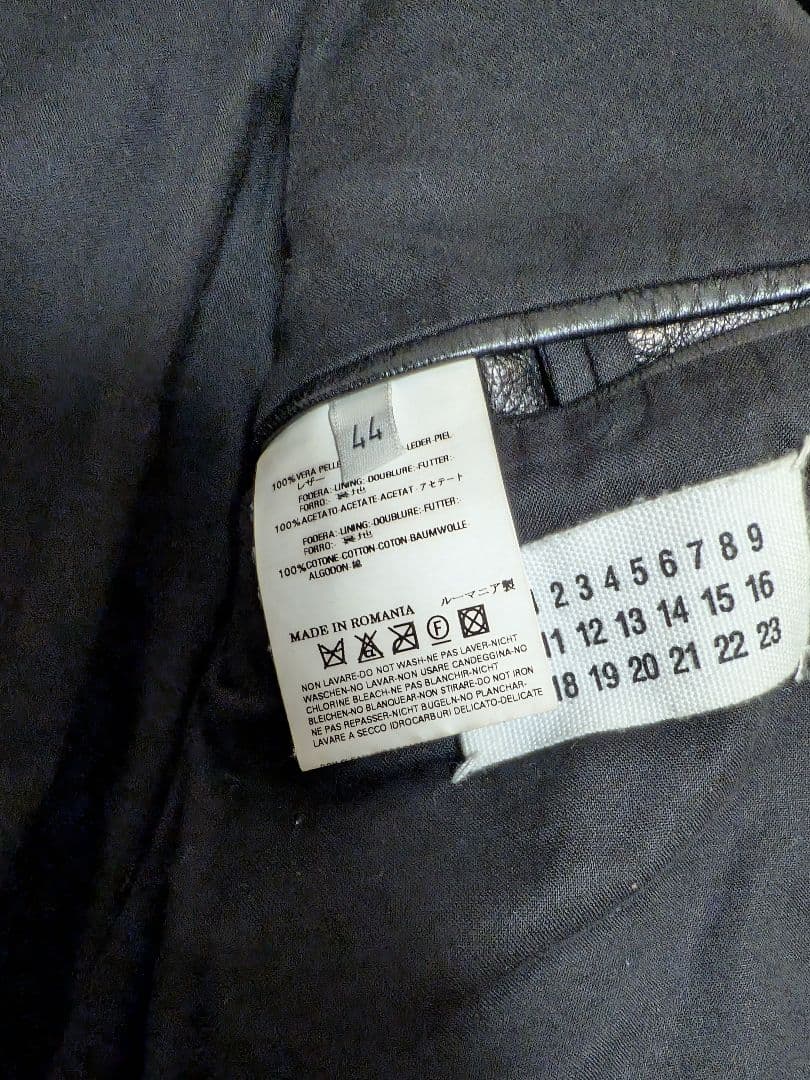 44
100% VERA PELLE LEDER-PIEL
レザー
FODERA:-LINING:-DOUBLURE:-FUTTER:
FORRO:-
100% ACETATO-ACETATE-ACETAT-アセテート
FODERA:-LINING:-DOUBLURE:-FUTTER:
FORRO:-
100% COTONE-COTTON-COTON-BAUMWOLLE
ALGODON-綿
MADE IN ROMANIA ルーマニア製
F
NON LAVARE-DO NOT WASH-NE PAS LAVER-NICHT
WASCHEN-NO LAVAR-NON USARE CANDEGGINA-NO
CHLORINE BLEACH-NE PAS BLANCHIR-NICHT
BLEICHEN-NO BLANQUEAR-NON STIRARE-DO NOT IRON
NE PAS REPASSER-NICHT BUGELN-NO PLANCHAR-
LAVARE A SECCO IDROCARBURI DELICATO-DELICATE
2 3 4 5 6 7 8 9
11 12 13 14 15 16
18 19 20 21 22 23